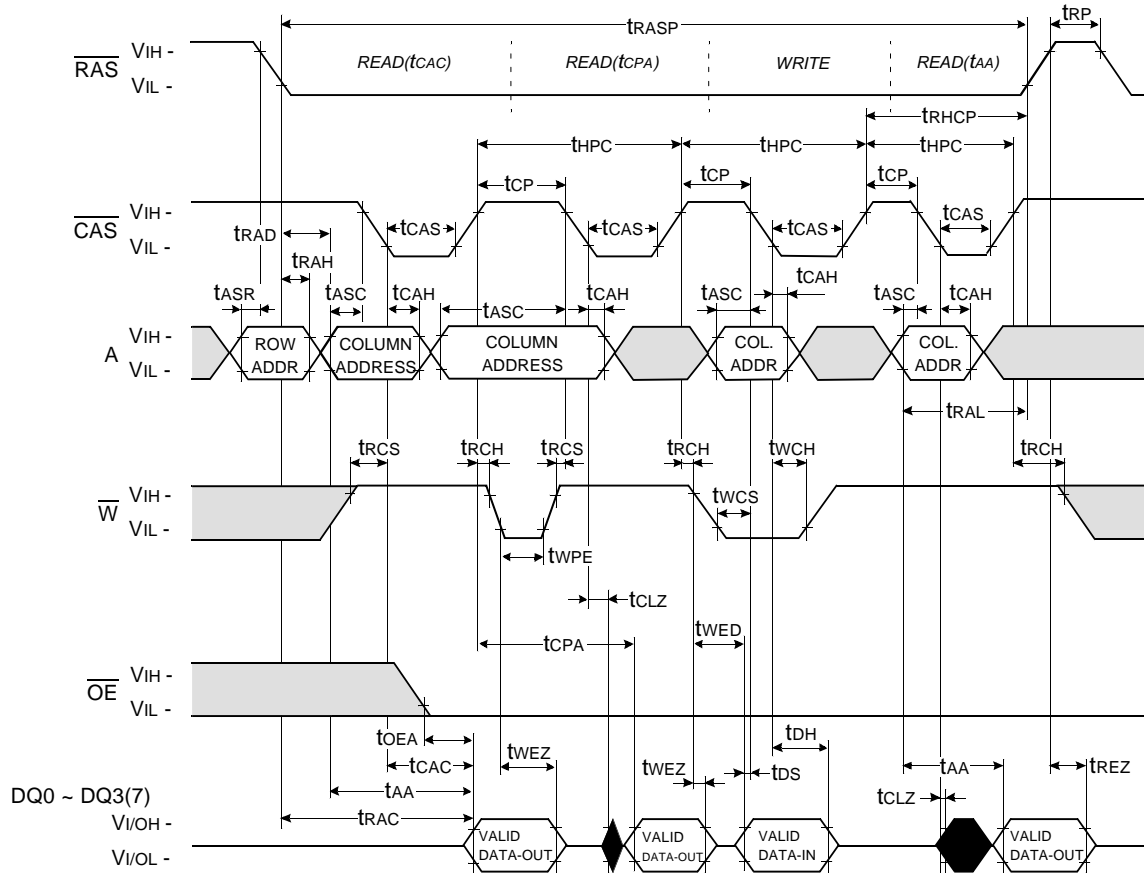 tRASP
tRP
VIH -
RAS
VIL -
READ(tCAC)
READ(tCPA)
WRITE
READ(tAA)
tRHCP
tHPC
tHPC
tHPC
tCP
tCP
tCP
VIH -
CAS
VIL -
tCAS
tCAS
tCAS
tCAS
tRAD
tRAH
tCAH
tASR
tASC
tCAH
tASC
tCAH
tASC
tASC
tCAH
VIH -
A
VIL -
ROW
ADDR
COLUMN
ADDRESS
COLUMN
ADDRESS
COL.
ADDR
COL.
ADDR
tRAL
tRCS
tRCH
tRCS
tRCH
tWCH
tRCH
VIH -
W
VIL -
tWCS
tWPE
tCLZ
tWED
tCPA
VIH -
OE
VIL -
tOEA
tDH
tCAC
tWEZ
tWEZ
tDS
tAA
tREZ
tAA
tCLZ
DQ0 ~ DQ3(7)
tRAC
VI/OH -
VI/OL -
VALID
DATA-OUT
VALID
DATA-OUT
VALID
DATA-IN
VALID
DATA-OUT